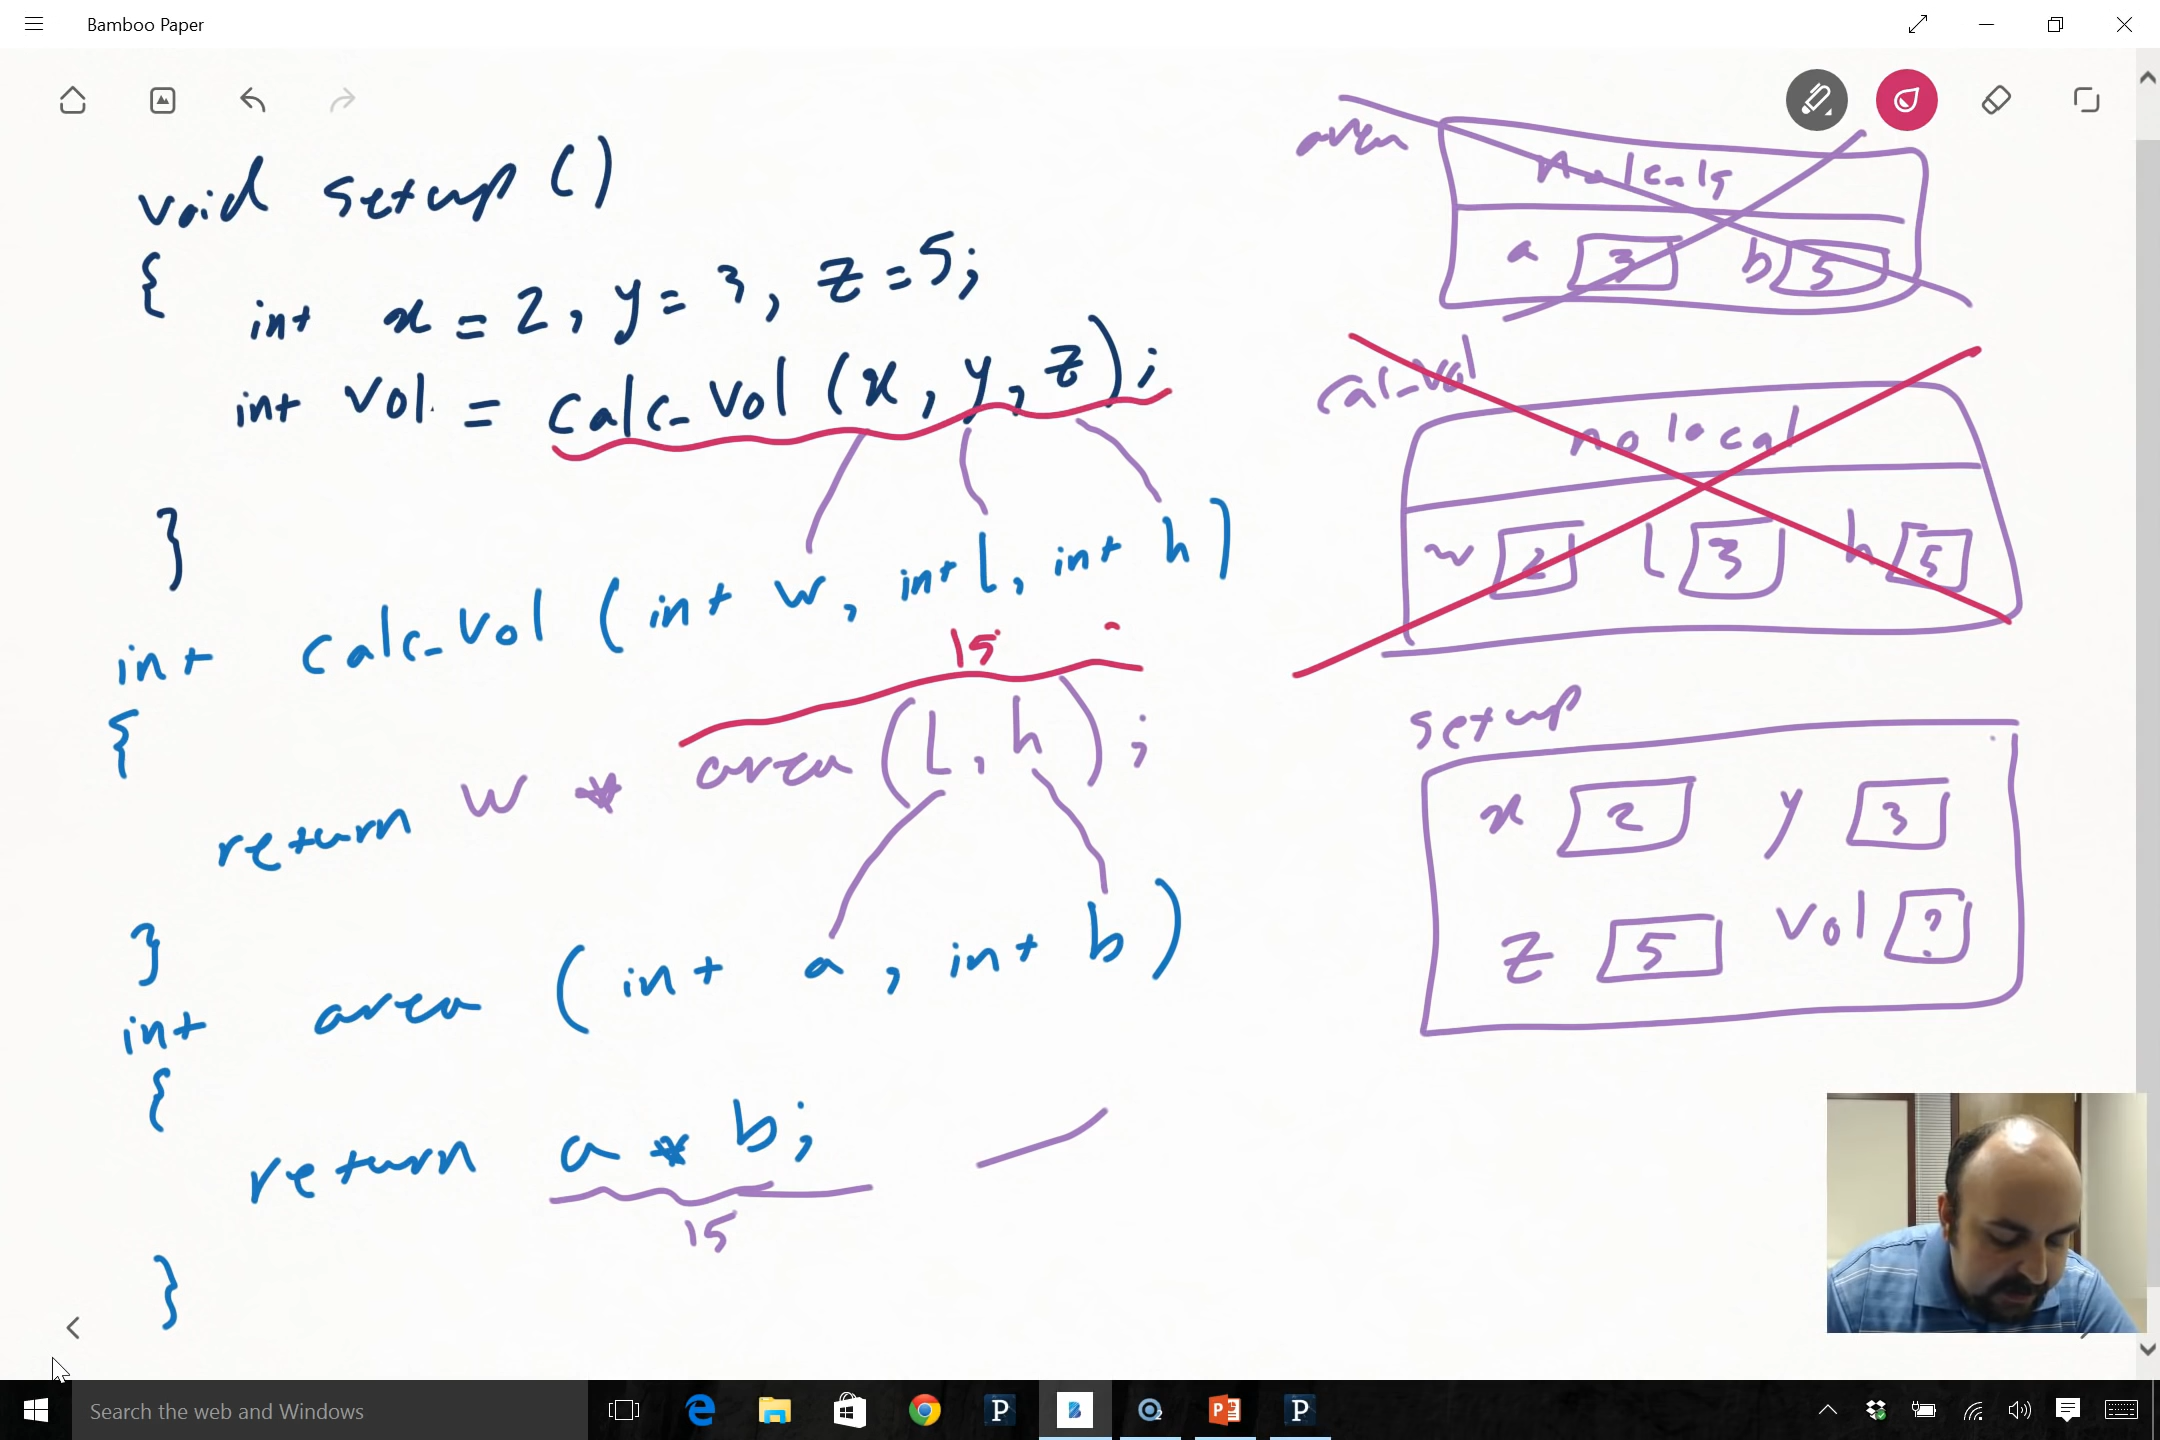 Bamboo Paper
void setup ()
{
int x = 2, y = 3, z = 5;
int vol = calc_vol (x, y, z);
}
int calc_vol (int w, int l, int h)
{
15
return w * area (l, h);
}
int area (int a, int b)
{
return a * b;
15
}
area
no lcals
a 3 b 5
cal_vol
no local
w 2 l 3 h 5
setup
x 2 y 3
z 5 vol ?
Search the web and Windows